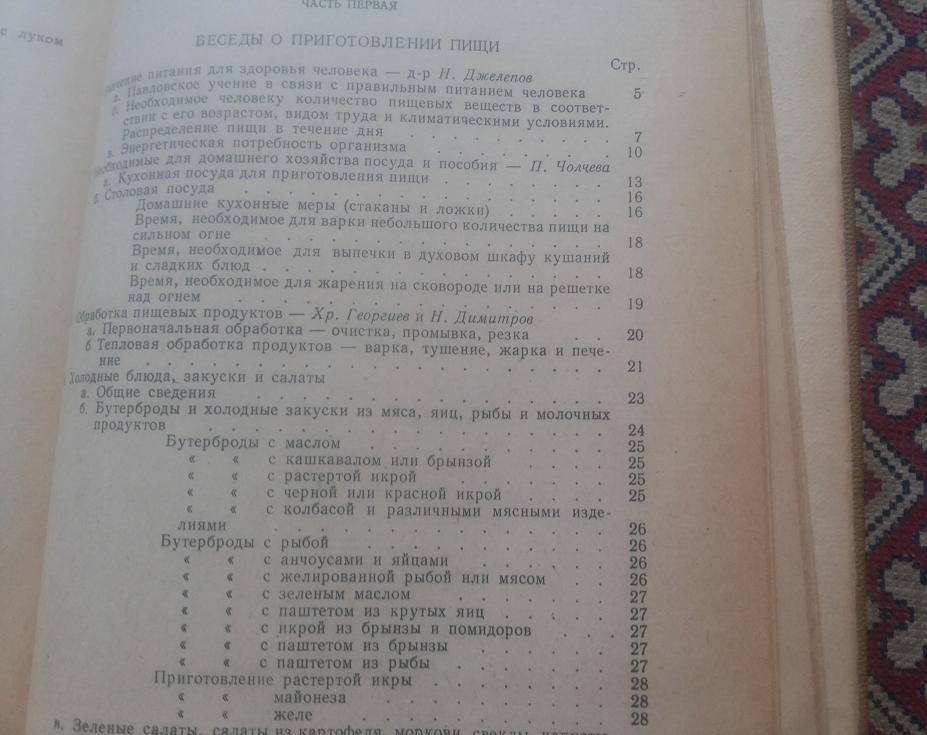 с луком
ЧАСТЬ ПЕРВАЯ
БЕСЕДЫ О ПРИГОТОВЛЕНИИ ПИЩИ
Стр.
питания для здоровья человека — д-р Н. Джелепов
а. Павловское учение в связи с правильным питанием человека 5
б. Необходимое человеку количество пищевых веществ в соответ-
ствии с его возрастом, видом труда и климатическими условиями.
Распределение пищи в течение дня . . . . . . . 7
в. Энергетическая потребность организма . . . . . . 10
Необходимые для домашнего хозяйства посуда и пособия — П. Чолчева
а. Кухонная посуда для приготовления пищи . . . . . . 13
б. Столовая посуда . . . . . . . . . . . . 16
Домашние кухонные меры (стаканы и ложки) . . . . . 16
Время, необходимое для варки небольшого количества пищи на
сильном огне . . . . . . . . . . . . 18
Время, необходимое для выпечки в духовом шкафу кушаний
и сладких блюд . . . . . . . . . . . . 18
Время, необходимое для жарения на сковороде или на решетке
над огнем . . . . . . . . . . . . 19
Обработка пищевых продуктов — Хр. Георгиев и Н. Димитров
а. Первоначальная обработка — очистка, промывка, резка . . 20
б Тепловая обработка продуктов — варка, тушение, жарка и пече-
ние . . . . . . . . . . . . . . . 21
Холодные блюда, закуски и салаты
а. Общие сведения . . . . . . . . . . . . 23
б. Бутерброды и холодные закуски из мяса, яиц, рыбы и молочных
продуктов . . . . . . . . . . . . . 24
Бутерброды с маслом . . . . . . . . . 25
« « с кашкавалом или брынзой . . . . 25
« « с растертой икрой . . . . . . 25
« « с черной или красной икрой . . . 25
« « с колбасой и различными мясными изде-
лиями . . . . . . . . . . . . 26
Бутерброды с рыбой . . . . . . . . 26
« « с анчоусами и яйцами . . . . . 26
« « с желированной рыбой или мясом . . 26
« « с зеленым маслом . . . . . . 27
« « с паштетом из крутых яиц . . . . 27
« « с икрой из брынзы и помидоров . . . 27
« « с паштетом из брынзы . . . . . 27
« « с паштетом из рыбы . . . . . . 27
Приготовление растертой икры . . . . . . 28
« « майонеза . . . . . . . 28
« « желе . . . . . . . . 28
в. Зеленые салаты, салаты из картофеля, моркови, свеклы, капусты